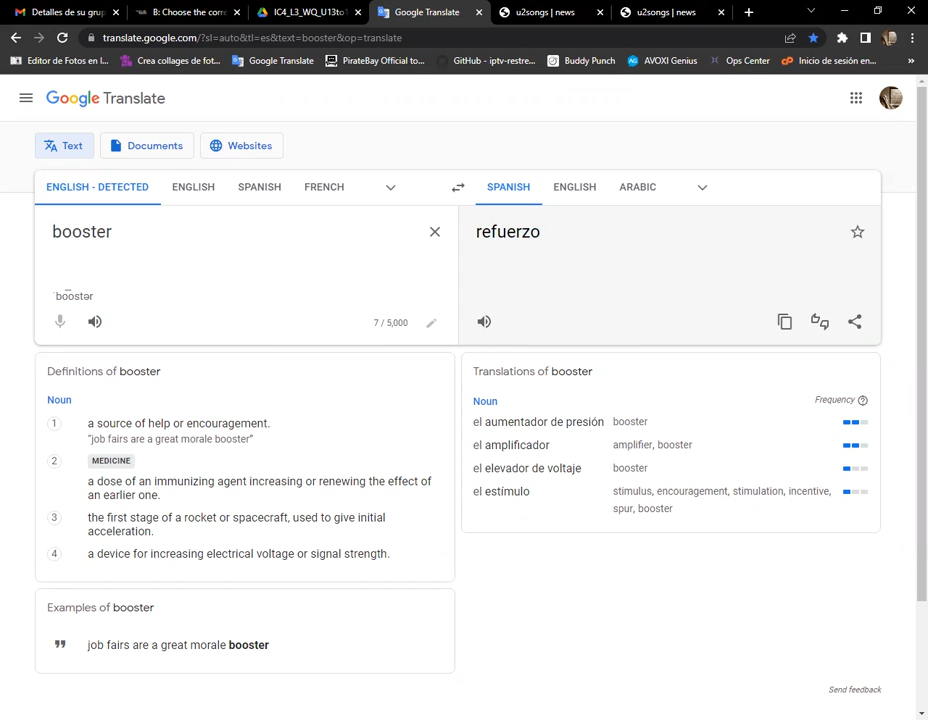 Detalles de su grup
B: Choose the corre
IC4_L3_WQ_U13to1
Google Translate
u2songs | news
u2songs | news
translate.google.com/?sl=auto&tl=es&text=booster&op=translate
Editor de Fotos en l...
Crea collages de fot...
Google Translate
PirateBay Official to...
GitHub - iptv-restre...
Buddy Punch
AVOXI Genius
Ops Center
Inicio de sesión en...
»
Google Translate
Text
Documents
Websites
ENGLISH - DETECTED
ENGLISH
SPANISH
FRENCH
SPANISH
ENGLISH
ARABIC
booster
refuerzo
ˈbo͞ostər
7 / 5,000
Definitions of booster
Noun
1
a source of help or encouragement.
"job fairs are a great morale booster"
2
MEDICINE
a dose of an immunizing agent increasing or renewing the effect of
an earlier one.
3
the first stage of a rocket or spacecraft, used to give initial
acceleration.
4
a device for increasing electrical voltage or signal strength.
Examples of booster
job fairs are a great morale booster
Translations of booster
Noun
Frequency
el aumentador de presión
booster
el amplificador
amplifier, booster
el elevador de voltaje
booster
el estímulo
stimulus, encouragement, stimulation, incentive,
spur, booster
Send feedback